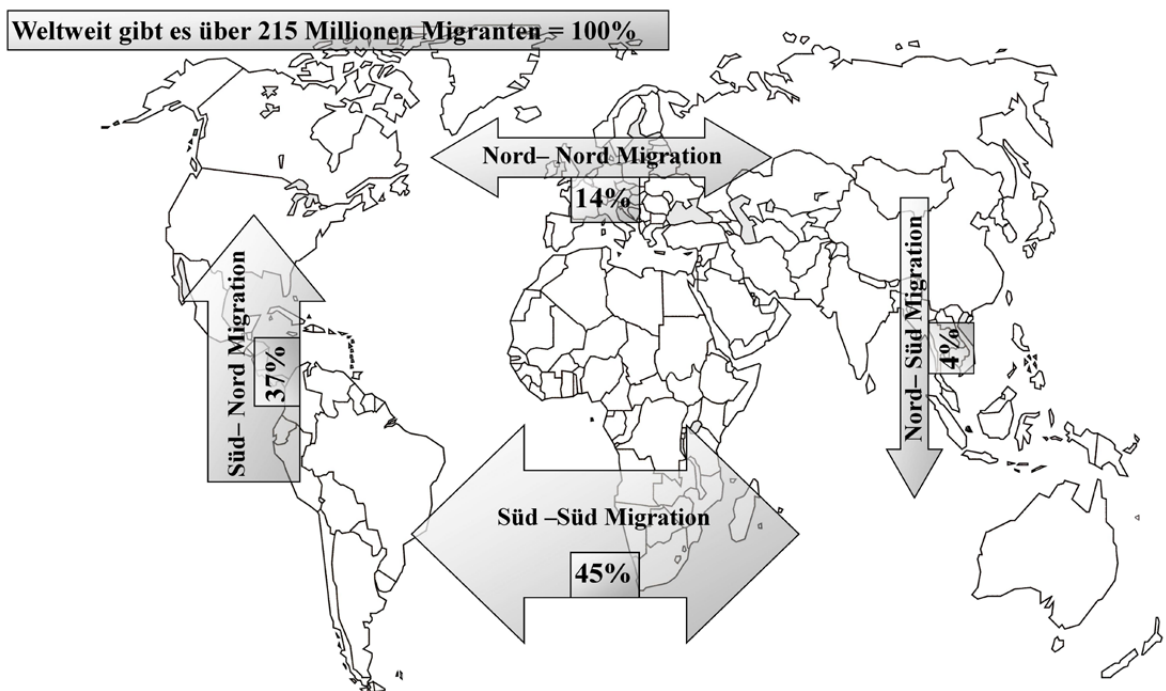 Weltweit gibt es über 215 Millionen Migranten = 100%
Nord– Nord Migration
14%
Süd– Nord Migration
37%
Nord– Süd Migration
4%
Süd –Süd Migration
45%